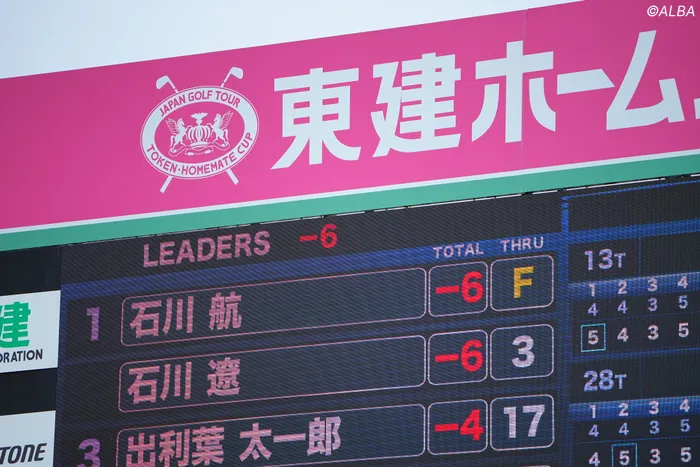 ©ALBA
JAPAN GOLF TOUR
TOKEN・HOMEMATE CUP
東建ホーム
LEADERS -6
TOTAL THRU
1 石川 航 -6 F
石川 遼 -6 3
3 出利葉 太一郎 -4 17
13T
1 2 3 4
4 4 3 5
5 4 3 5
28T
1 2 3 4
4 4 3 5
4 5 3 5
建
ORATION
TONE